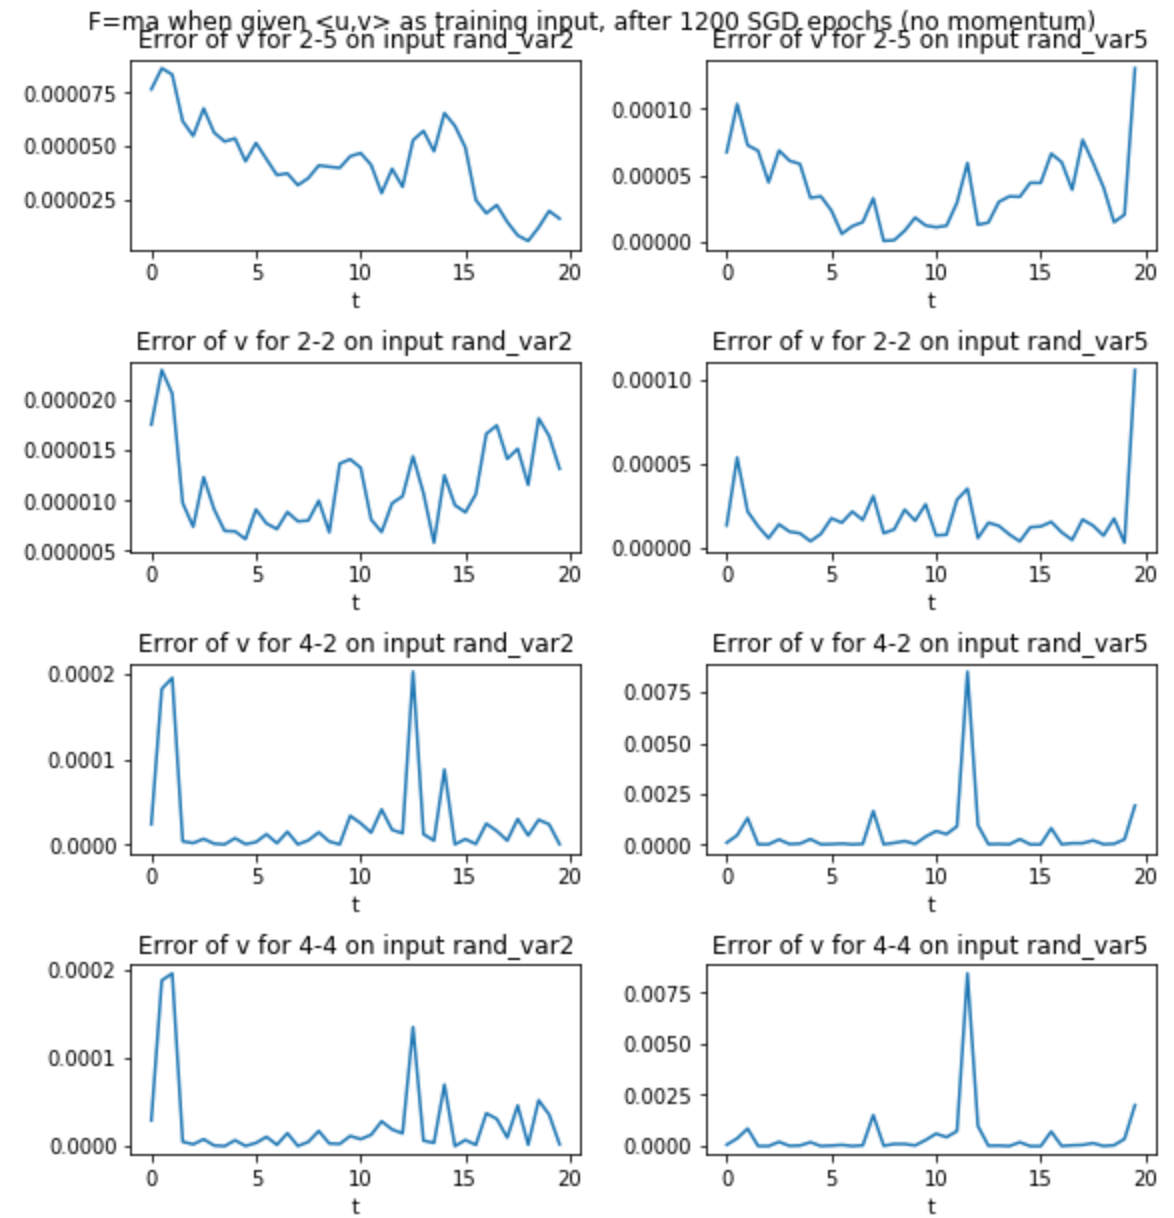 F=ma when given <u,v> as training input, after 1200 SGD epochs (no momentum)
Error of v for 2-5 on input rand_var2
0.000075
0.000050
0.000025
0 5 10 15 20
t
Error of v for 2-5 on input rand_var5
0.00010
0.00005
0.00000
0 5 10 15 20
t
Error of v for 2-2 on input rand_var2
0.000020
0.000015
0.000010
0.000005
0 5 10 15 20
t
Error of v for 2-2 on input rand_var5
0.00010
0.00005
0.00000
0 5 10 15 20
t
Error of v for 4-2 on input rand_var2
0.0002
0.0001
0.0000
0 5 10 15 20
t
Error of v for 4-2 on input rand_var5
0.0075
0.0050
0.0025
0.0000
0 5 10 15 20
t
Error of v for 4-4 on input rand_var2
0.0002
0.0001
0.0000
0 5 10 15 20
t
Error of v for 4-4 on input rand_var5
0.0075
0.0050
0.0025
0.0000
0 5 10 15 20
t